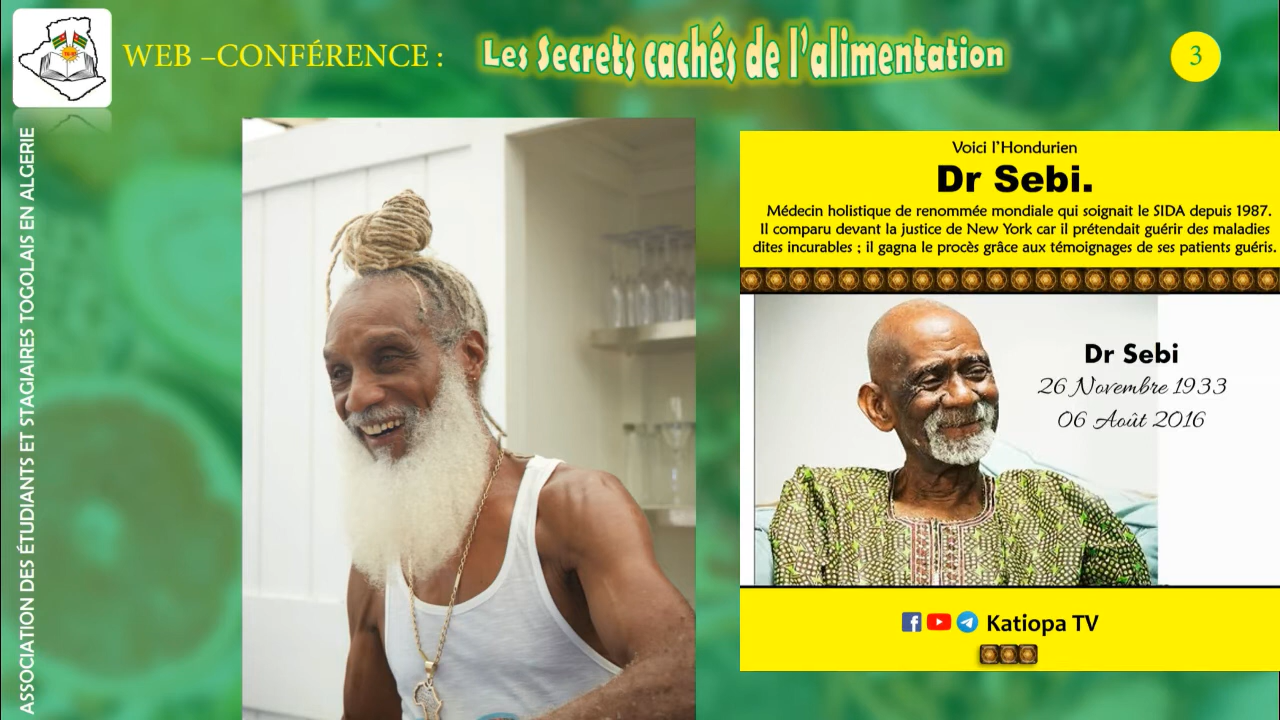 WEB –CONFÉRENCE :
Les Secrets cachés de l'alimentation
3
ASSOCIATION DES ÉTUDIANTS ET STAGIAIRES TOGOLAIS EN ALGERIE
Voici l'Hondurien
Dr Sebi.
Médecin holistique de renommée mondiale qui soignait le SIDA depuis 1987.
Il comparu devant la justice de New York car il prétendait guérir des maladies
dites incurables ; il gagna le procès grâce aux témoignages de ses patients guéris.
Dr Sebi
26 Novembre 1933
06 Août 2016
Katiopa TV